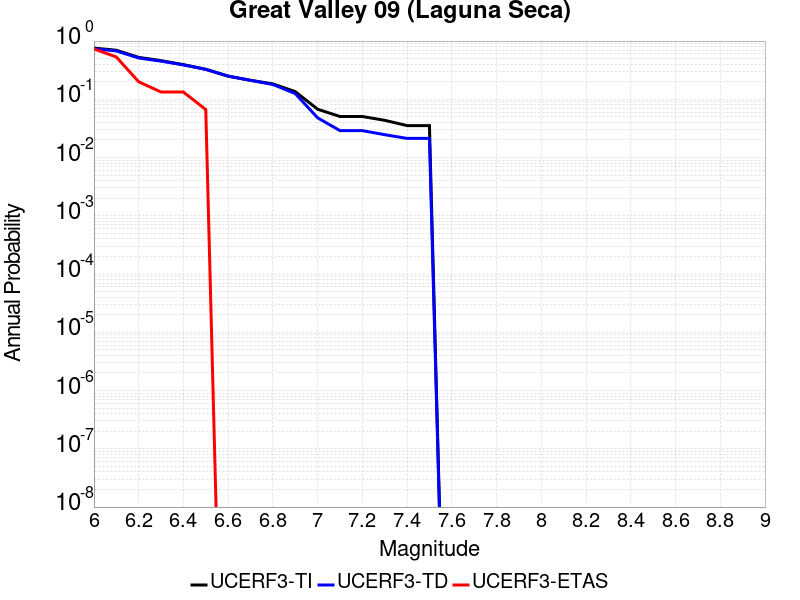 Great Valley 09 (Laguna Seca)
10^0
10^-1
10^-2
10^-3
10^-4
10^-5
10^-6
10^-7
10^-8
Annual Probability
6 6.2 6.4 6.6 6.8 7 7.2 7.4 7.6 7.8 8 8.2 8.4 8.6 8.8 9
Magnitude
UCERF3-TI UCERF3-TD UCERF3-ETAS